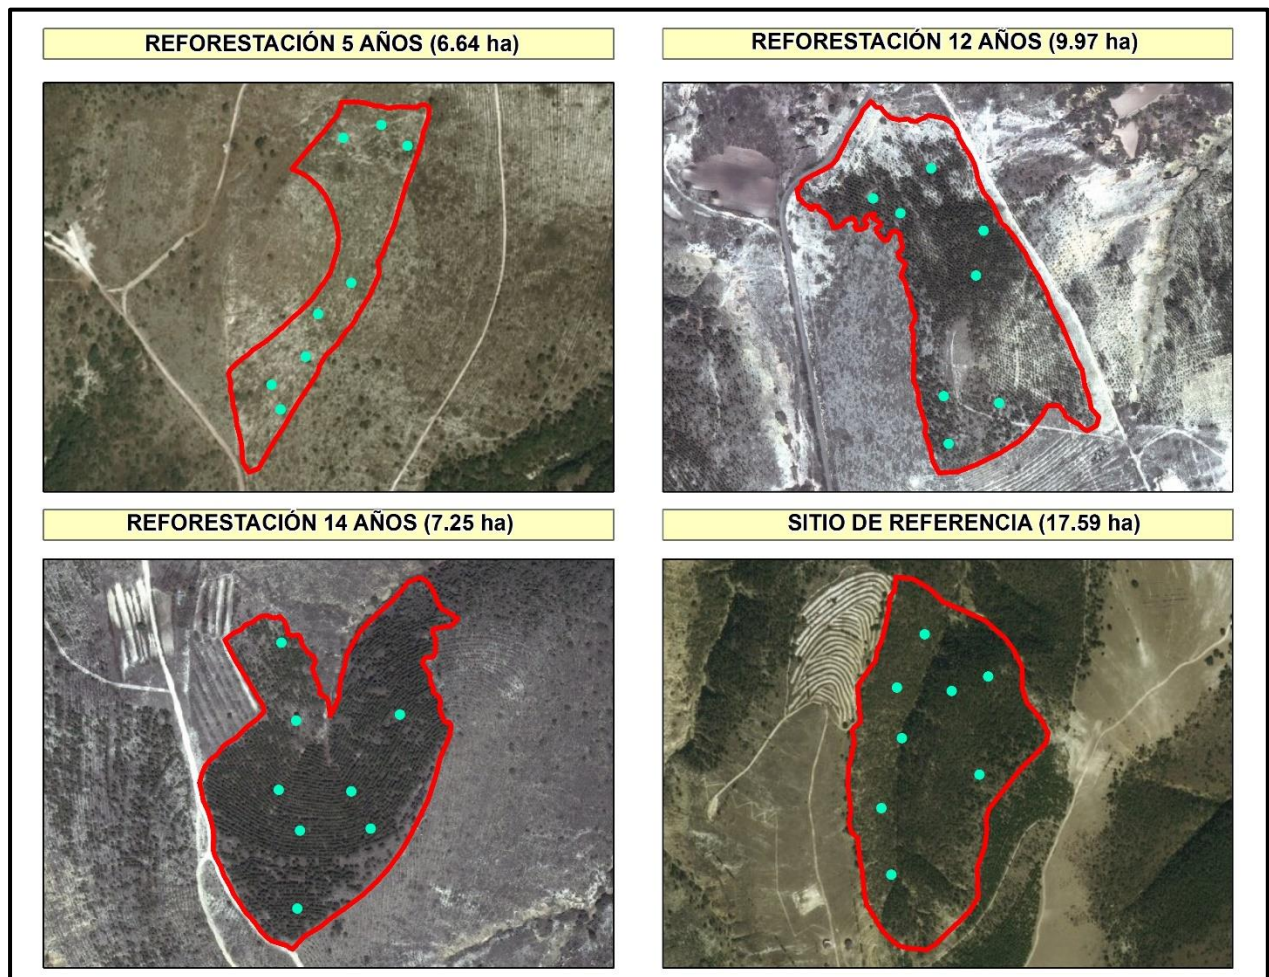 REFORESTACIÓN 5 AÑOS (6.64 ha)
REFORESTACIÓN 12 AÑOS (9.97 ha)
REFORESTACIÓN 14 AÑOS (7.25 ha)
SITIO DE REFERENCIA (17.59 ha)